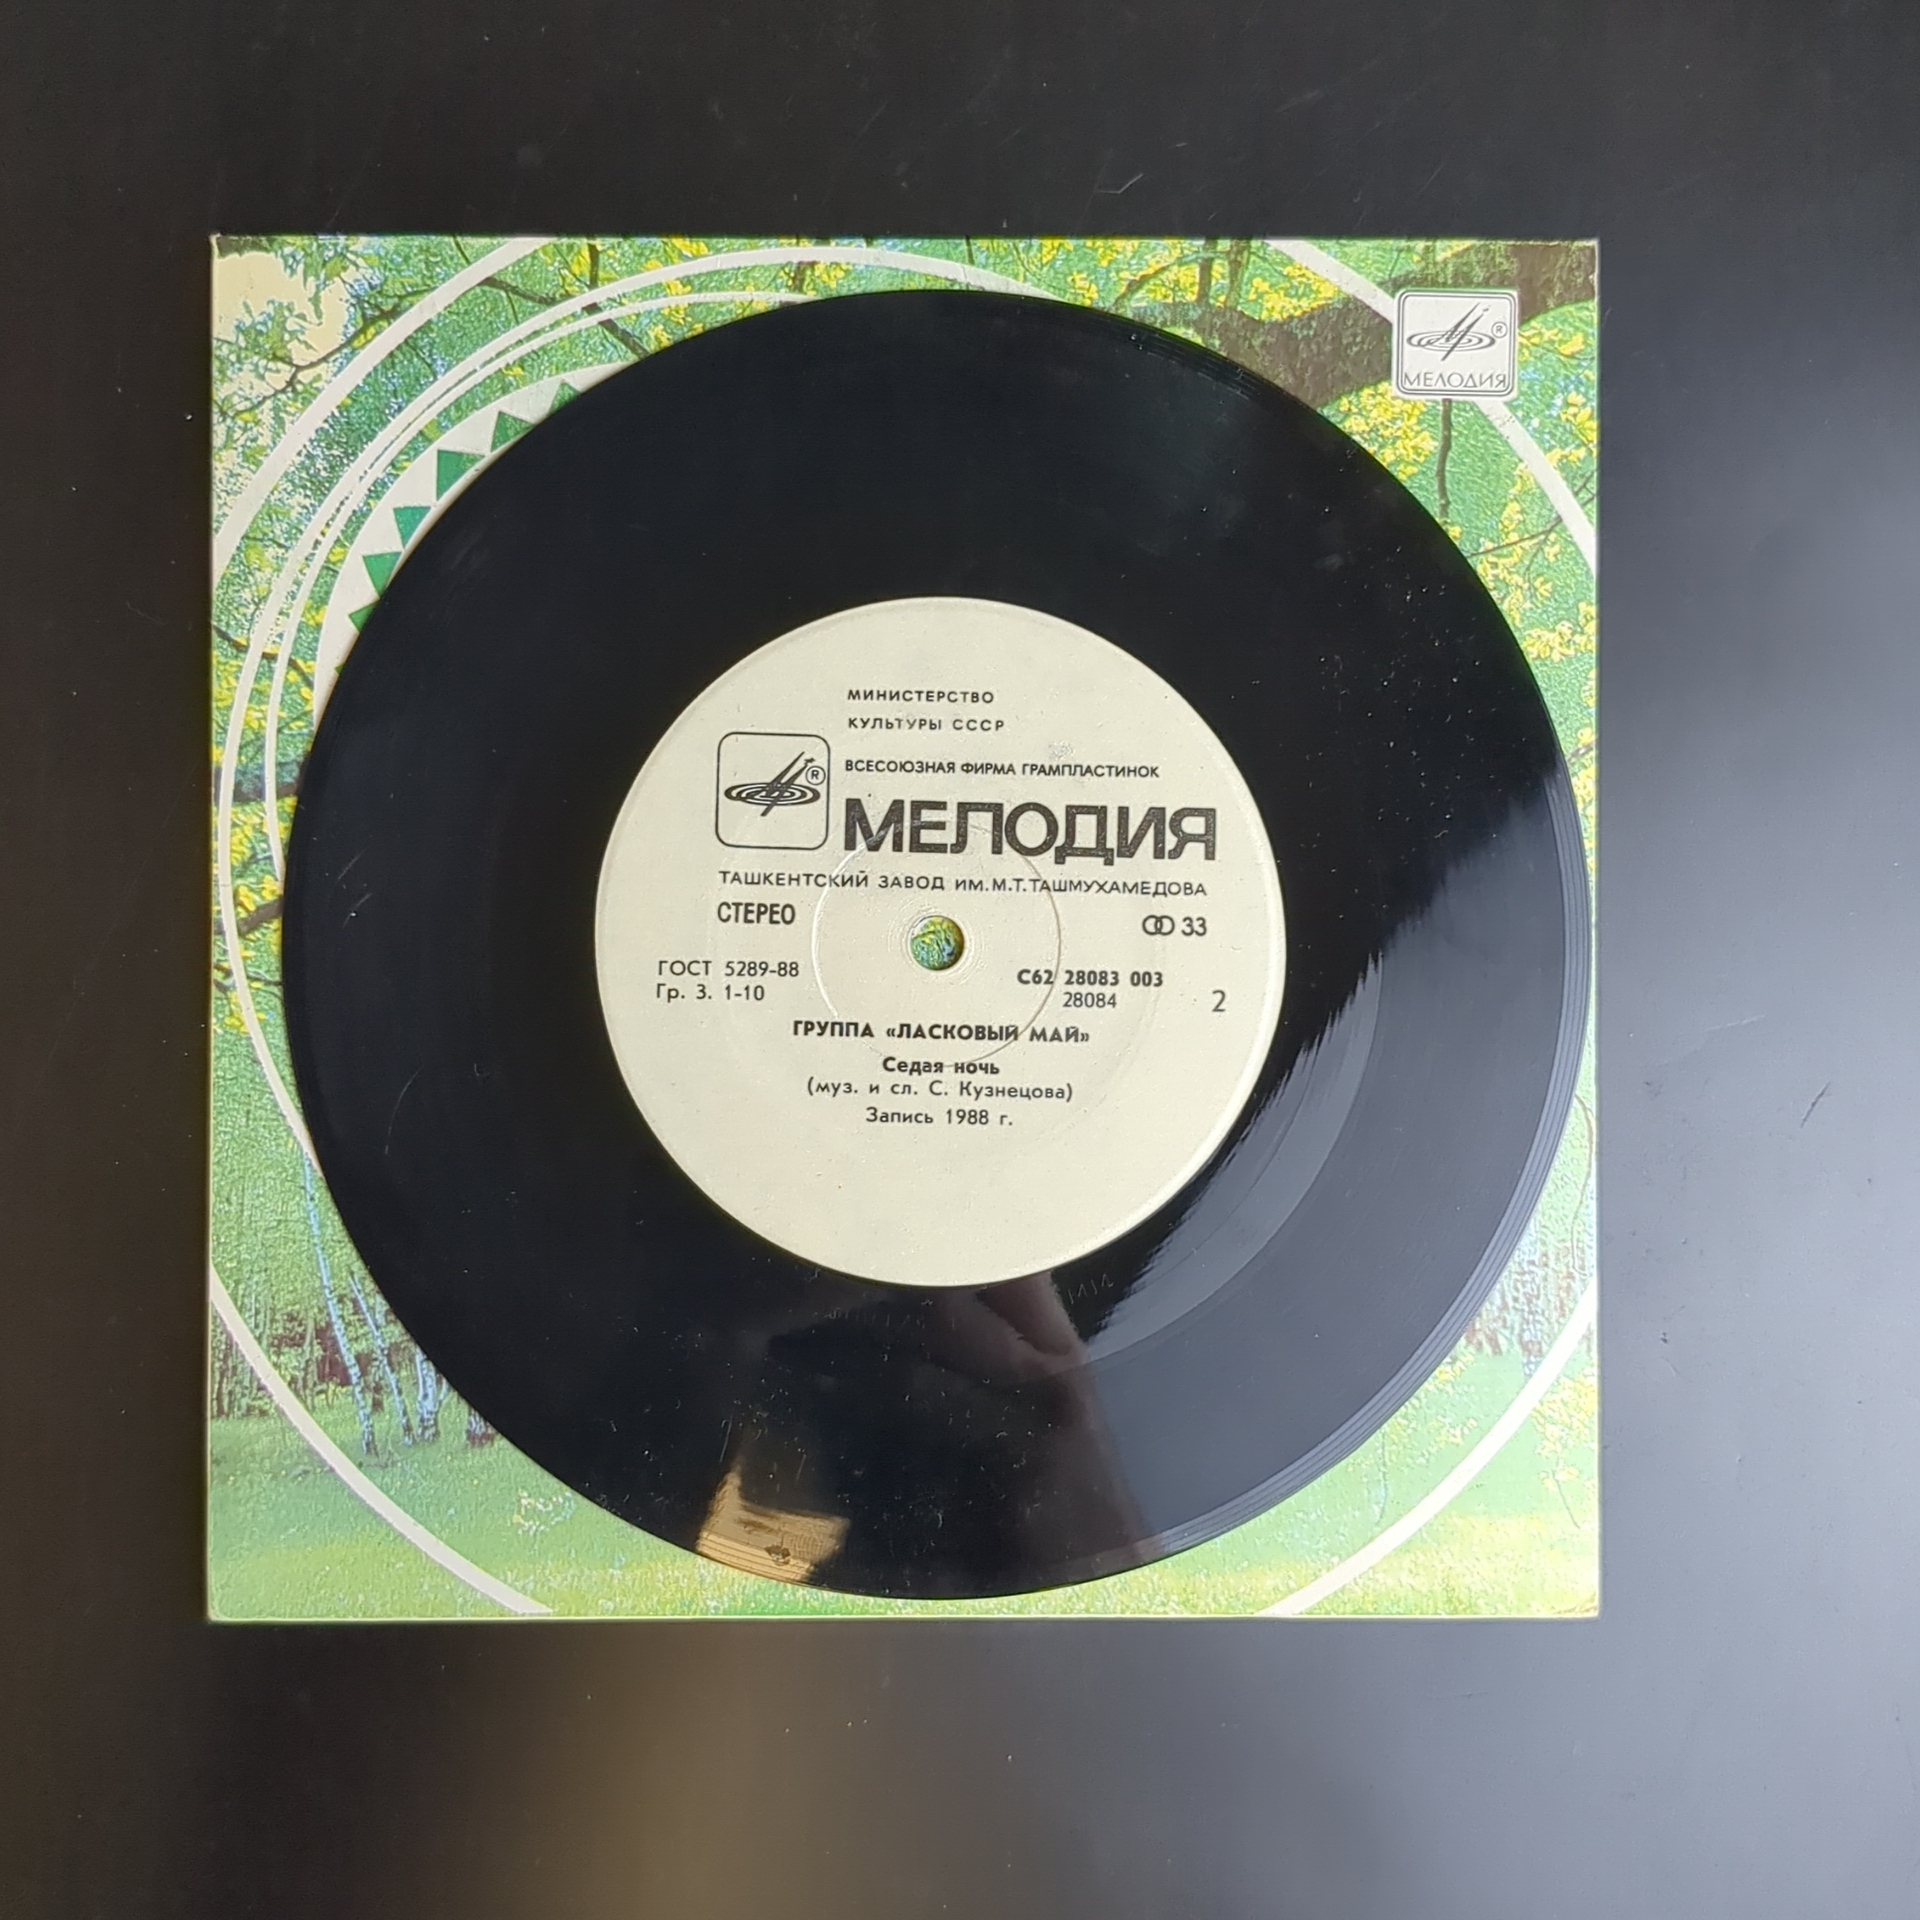 МЕЛОДИЯ
МИНИСТЕРСТВО
КУЛЬТУРЫ СССР
ВСЕСОЮЗНАЯ ФИРМА ГРАМПЛАСТИНОК
МЕЛОДИЯ
ТАШКЕНТСКИЙ ЗАВОД ИМ.М.Т.ТАШМУХАМЕДОВА
СТЕРЕО 33
ГОСТ 5289-88 С62 28083 003
Гр. 3. 1-10 28084 2
ГРУППА «ЛАСКОВЫЙ МАЙ»
Седая ночь
(муз. и сл. С. Кузнецова)
Запись 1988 г.